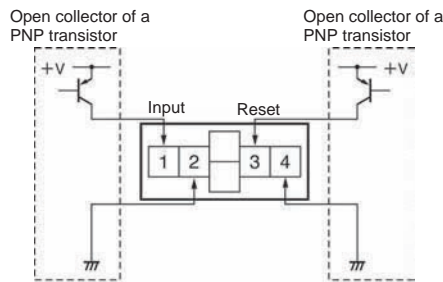 Open collector of a
PNP transistor
Open collector of a
PNP transistor
+V
+V
Input
Reset
1 2 3 4